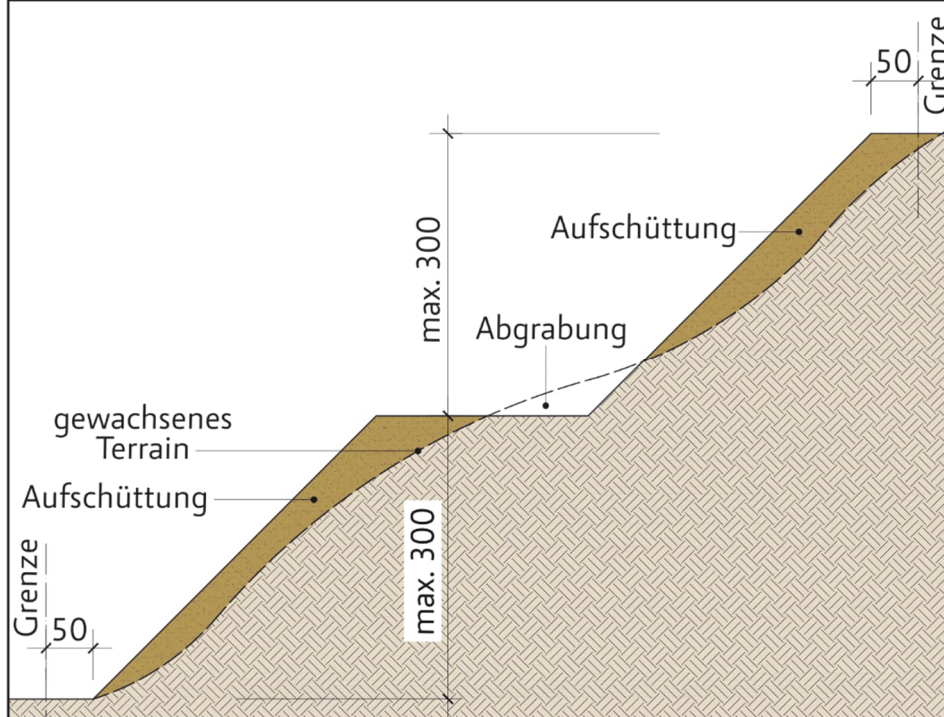 50
Grenze
Aufschüttung
max. 300
Abgrabung
gewachsenes
Terrain
Aufschüttung
max. 300
Grenze
50